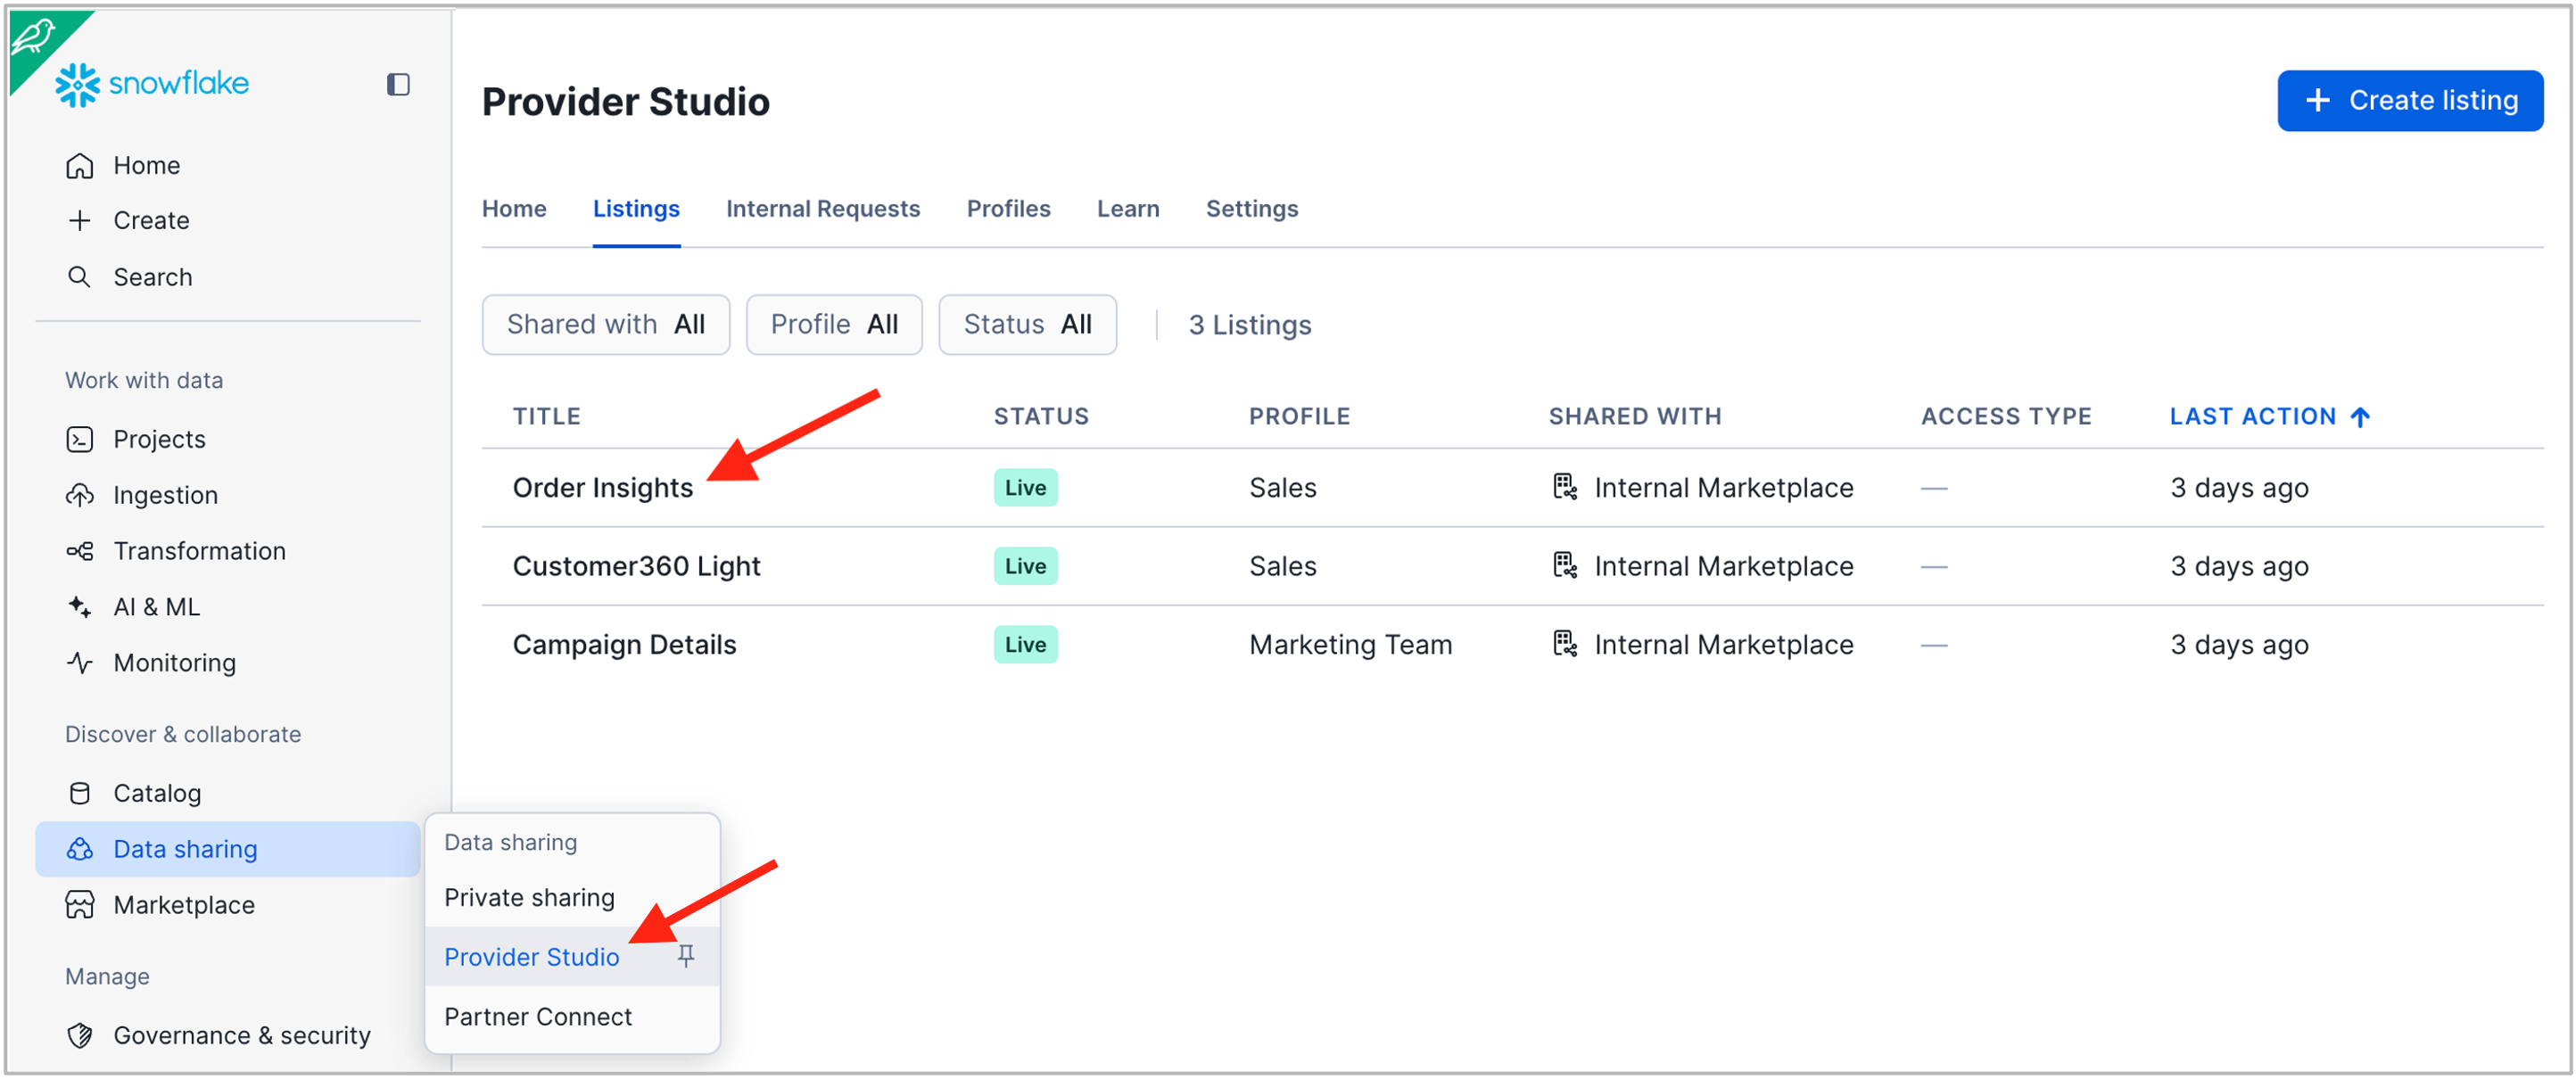 snowflake
Home
Create
Search
Work with data
Projects
Ingestion
Transformation
AI & ML
Monitoring
Discover & collaborate
Catalog
Data sharing
Marketplace
Manage
Governance & security
Data sharing
Private sharing
Provider Studio
Partner Connect
Provider Studio
+ Create listing
Home Listings Internal Requests Profiles Learn Settings
Shared with All Profile All Status All 3 Listings
TITLE STATUS PROFILE SHARED WITH ACCESS TYPE LAST ACTION ↑
Order Insights Live Sales Internal Marketplace — 3 days ago
Customer360 Light Live Sales Internal Marketplace — 3 days ago
Campaign Details Live Marketing Team Internal Marketplace — 3 days ago